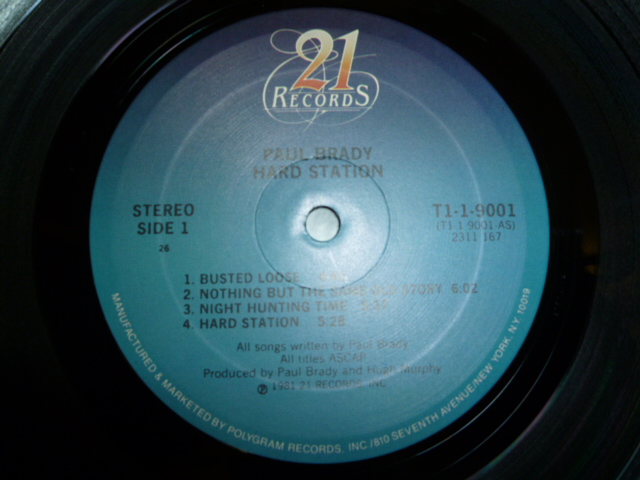 21
RECORDS
PAUL BRADY
HARD STATION
STEREO
SIDE 1
26
T1-1-9001
(T1 1 9001 AS)
2311 167
1. BUSTED LOOSE
2. NOTHING BUT THE SAME OLD STORY 6:02
3. NIGHT HUNTING TIME
4. HARD STATION 5:28
All songs written by Paul Brady
All titles ASCAP
Produced by Paul Brady and Hugh Murphy
℗ 1981 21 RECORDS, INC
MANUFACTURED & MARKETED BY POLYGRAM RECORDS, INC /810 SEVENTH AVENUE/NEW YORK, N.Y. 10019